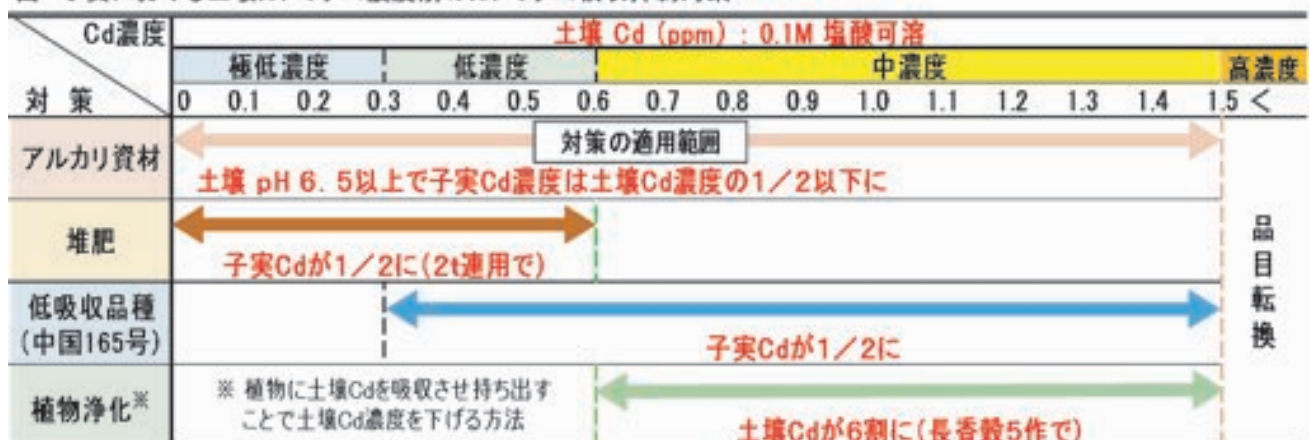 Cd濃度
土壌 Cd (ppm) : 0.1M 塩酸可溶
極低濃度 低濃度 中濃度 高濃度
対 策
0 0.1 0.2 0.3 0.4 0.5 0.6 0.7 0.8 0.9 1.0 1.1 1.2 1.3 1.4 1.5 <
アルカリ資材
対策の適用範囲
土壌 pH 6. 5以上で子実Cd濃度は土壌Cd濃度の1/2以下に
堆肥
子実Cdが1/2に(2t連用で)
低吸収品種
(中国165号)
子実Cdが1/2に
植物浄化※
※ 植物に土壌Cdを吸収させ持ち出す
ことで土壌Cd濃度を下げる方法
土壌Cdが6割に(長香穀5作で)
品目転換